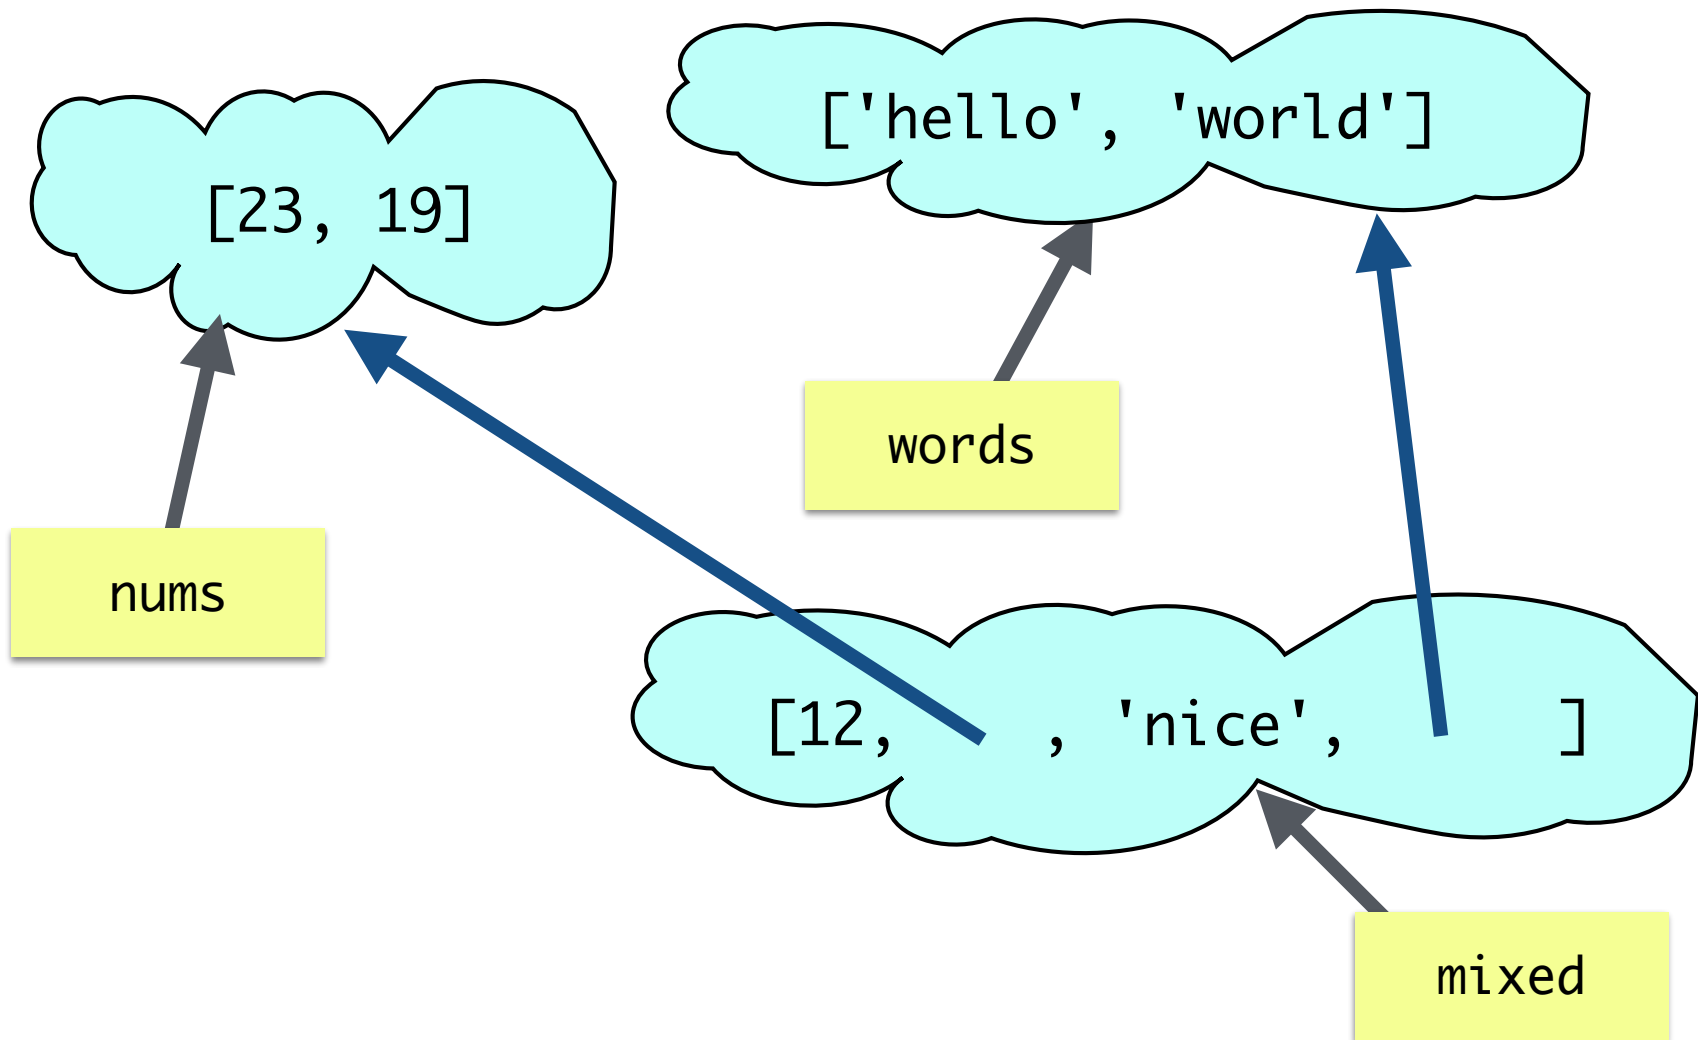 ['hello', 'world']
[23, 19]
words
nums
[12, , 'nice', ]
mixed